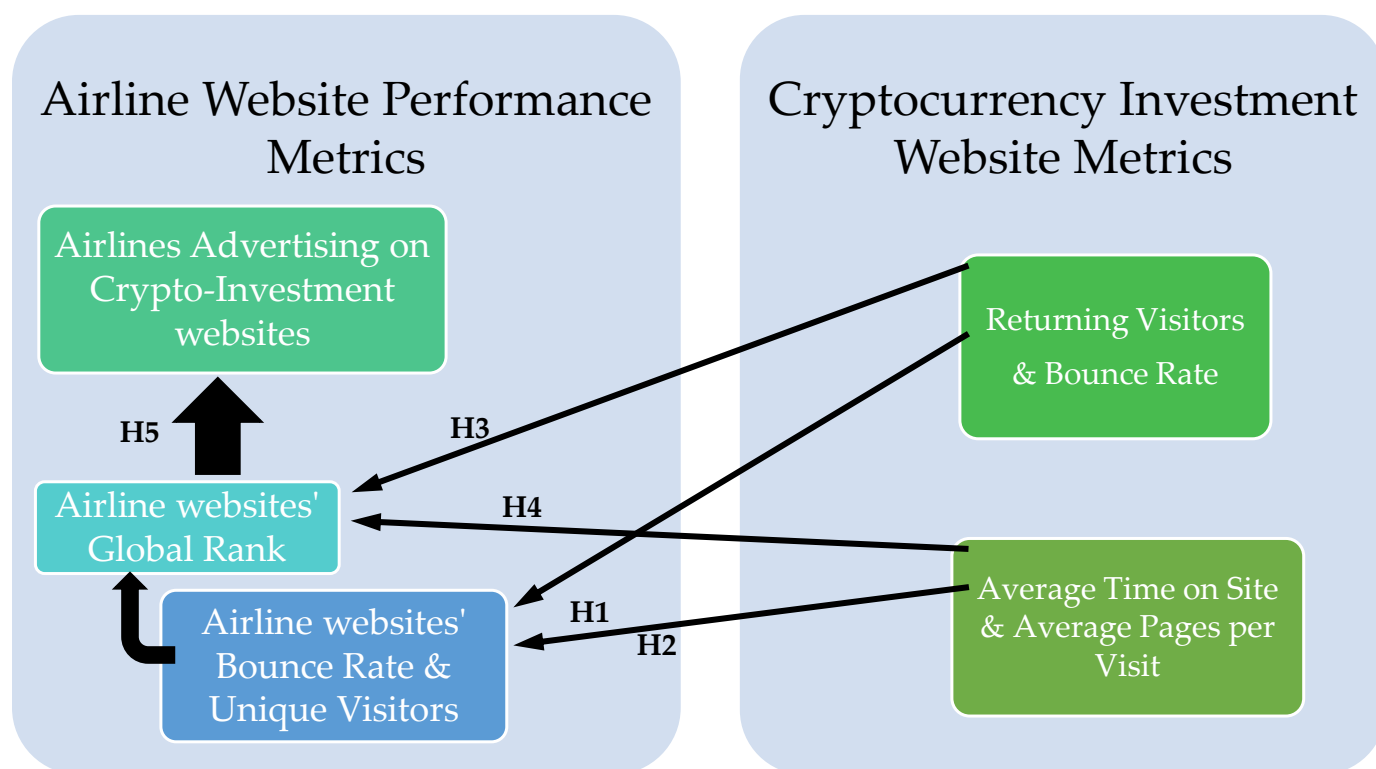 Airline Website Performance
Metrics
Airlines Advertising on
Crypto-Investment
websites
H5
Airline websites'
Global Rank
Airline websites'
Bounce Rate &
Unique Visitors
H3
H4
H1
H2
Cryptocurrency Investment
Website Metrics
Returning Visitors
& Bounce Rate
Average Time on Site
& Average Pages per
Visit